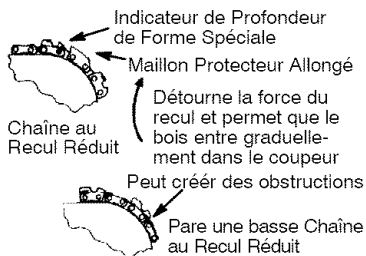 Indicateur de Profondeur
de Forme Spéciale
Maillon Protecteur Allongé
Détourne la force du
recul et permet que le
bois entre graduelle-
ment dans le coupeur
Chaîne au
Recul Réduit
Peut créér des obstructions
Pare une basse Chaîne
au Recul Réduit